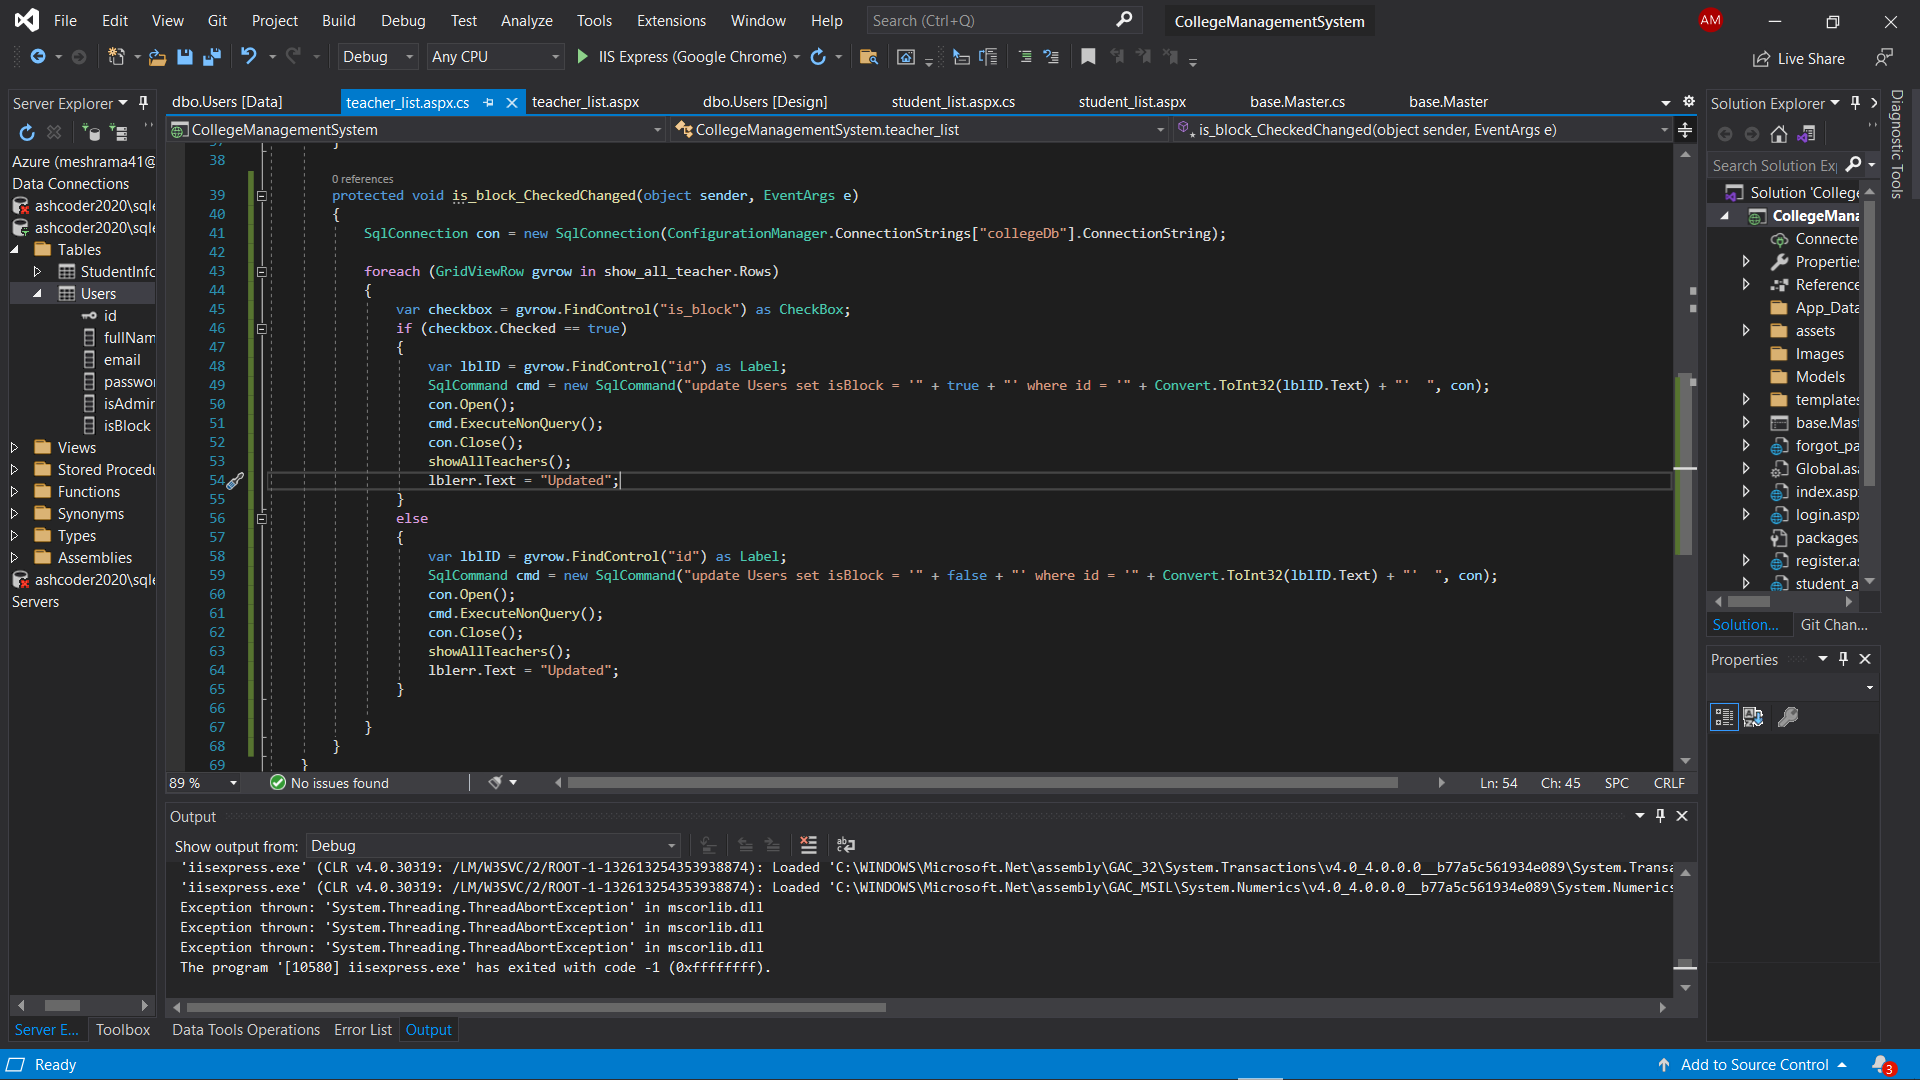 File Edit View Git Project Build Debug Test Analyze Tools Extensions Window Help Search (Ctrl+Q) CollegeManagementSystem AM
Debug Any CPU IIS Express (Google Chrome) Live Share
Server Explorer
Azure (meshrama41@
Data Connections
ashcoder2020\sqle
ashcoder2020\sqle
Tables
StudentInfo
Users
id
fullNam
email
passwor
isAdmin
isBlock
Views
Stored Procedu
Functions
Synonyms
Types
Assemblies
ashcoder2020\sqle
Servers
Server E... Toolbox
dbo.Users [Data] teacher_list.aspx.cs teacher_list.aspx dbo.Users [Design] student_list.aspx.cs student_list.aspx base.Master.cs base.Master
CollegeManagementSystem CollegeManagementSystem.teacher_list is_block_CheckedChanged(object sender, EventArgs e)
37 }
38
0 references
39 protected void is_block_CheckedChanged(object sender, EventArgs e)
40 {
41 SqlConnection con = new SqlConnection(ConfigurationManager.ConnectionStrings["collegeDb"].ConnectionString);
42
43 foreach (GridViewRow gvrow in show_all_teacher.Rows)
44 {
45 var checkbox = gvrow.FindControl("is_block") as CheckBox;
46 if (checkbox.Checked == true)
47 {
48 var lblID = gvrow.FindControl("id") as Label;
49 SqlCommand cmd = new SqlCommand("update Users set isBlock = '" + true + "' where id = '" + Convert.ToInt32(lblID.Text) + "'  ", con);
50 con.Open();
51 cmd.ExecuteNonQuery();
52 con.Close();
53 showAllTeachers();
54 lblerr.Text = "Updated";
55 }
56 else
57 {
58 var lblID = gvrow.FindControl("id") as Label;
59 SqlCommand cmd = new SqlCommand("update Users set isBlock = '" + false + "' where id = '" + Convert.ToInt32(lblID.Text) + "'  ", con);
60 con.Open();
61 cmd.ExecuteNonQuery();
62 con.Close();
63 showAllTeachers();
64 lblerr.Text = "Updated";
65 }
66
67 }
68 }
69 }
89 % No issues found Ln: 54 Ch: 45 SPC CRLF
Output
Show output from: Debug
'iisexpress.exe' (CLR v4.0.30319: /LM/W3SVC/2/ROOT-1-132613254353938874): Loaded 'C:\WINDOWS\Microsoft.Net\assembly\GAC_32\System.Transactions\v4.0_4.0.0.0__b77a5c561934e089\System.Transa
'iisexpress.exe' (CLR v4.0.30319: /LM/W3SVC/2/ROOT-1-132613254353938874): Loaded 'C:\WINDOWS\Microsoft.Net\assembly\GAC_MSIL\System.Numerics\v4.0_4.0.0.0__b77a5c561934e089\System.Numerics
Exception thrown: 'System.Threading.ThreadAbortException' in mscorlib.dll
Exception thrown: 'System.Threading.ThreadAbortException' in mscorlib.dll
Exception thrown: 'System.Threading.ThreadAbortException' in mscorlib.dll
The program '[10580] iisexpress.exe' has exited with code -1 (0xffffffff).
Data Tools Operations Error List Output
Solution Explorer
Search Solution Exp
Solution 'College
CollegeMana
Connecte
Properties
Reference
App_Data
assets
Images
Models
templates
base.Mast
forgot_pa
Global.asa
index.asp
login.aspx
packages
register.as
student_a
Solution... Git Chan...
Properties
Diagnostic Tools
Ready Add to Source Control 3